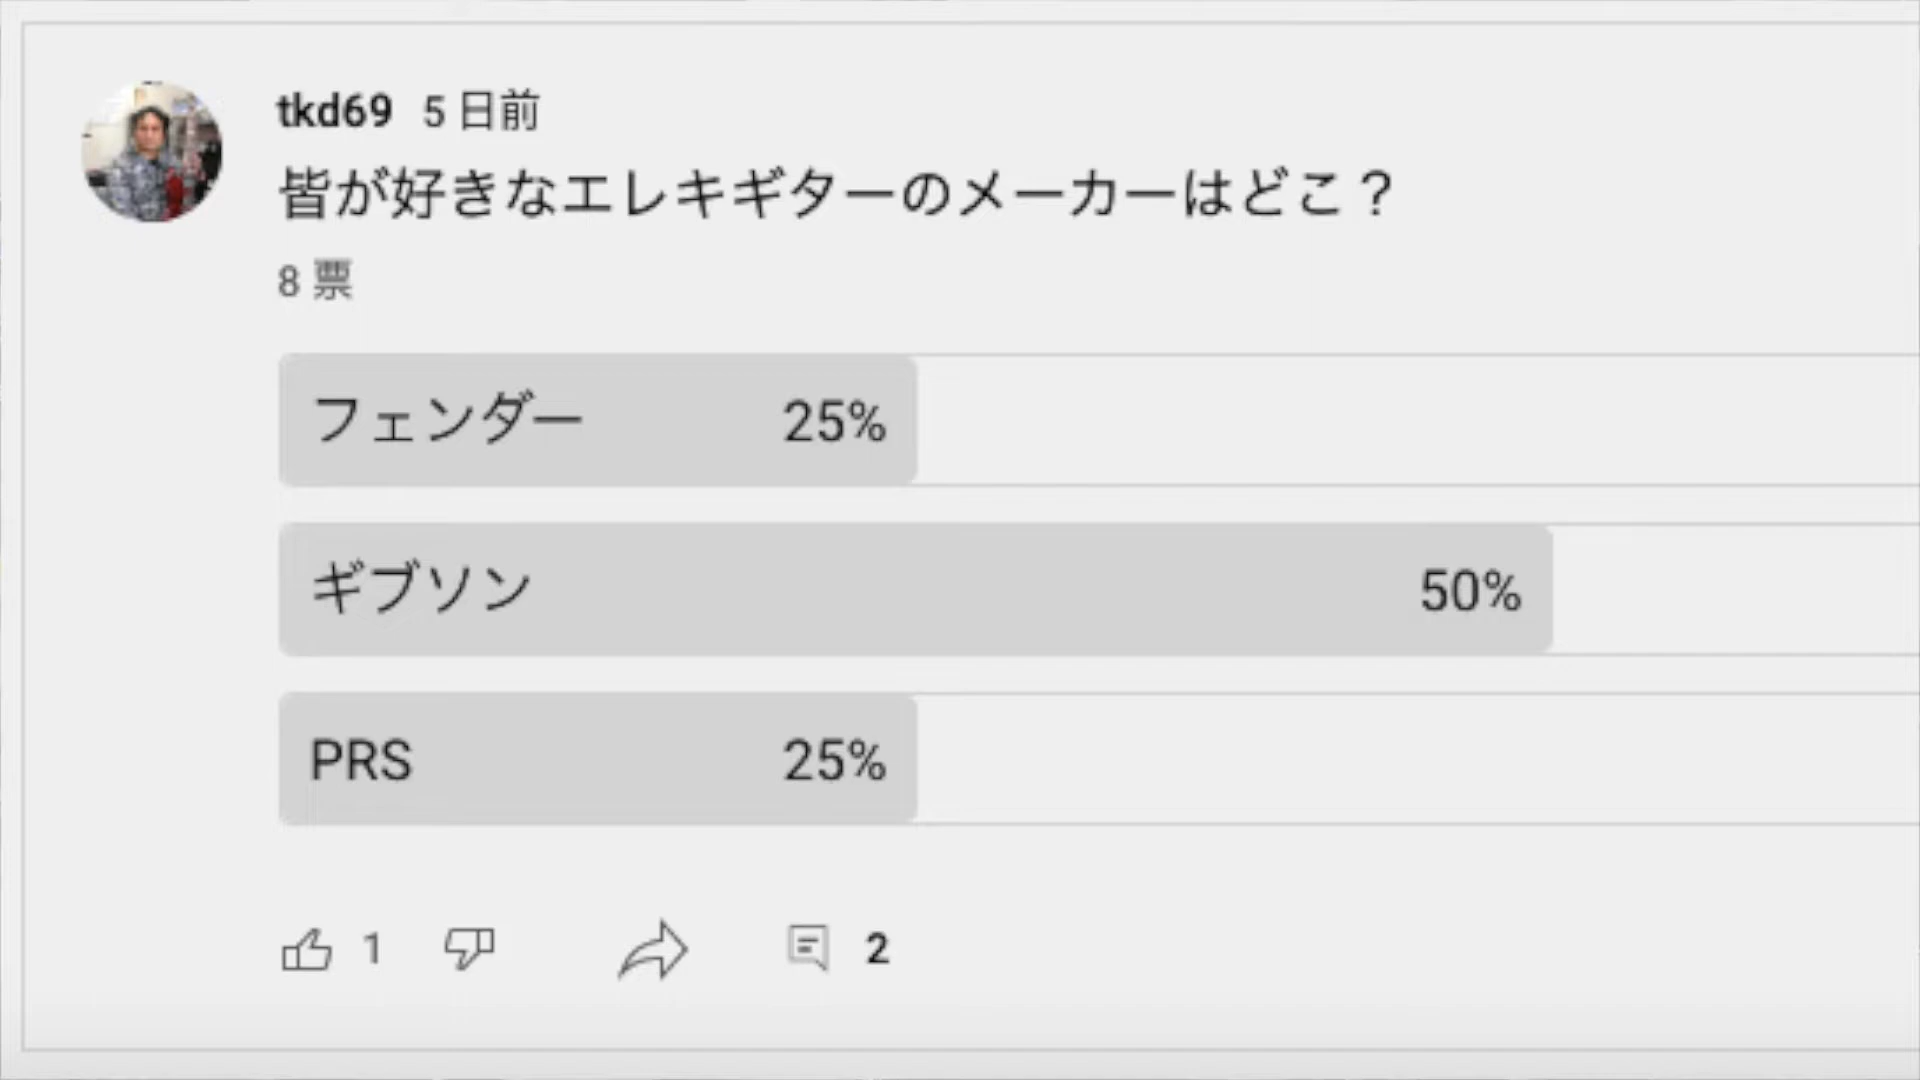 tkd69 5 日前
皆が好きなエレキギターのメーカーはどこ？
8 票
フェンダー 25%
ギブソン 50%
PRS 25%
1 2